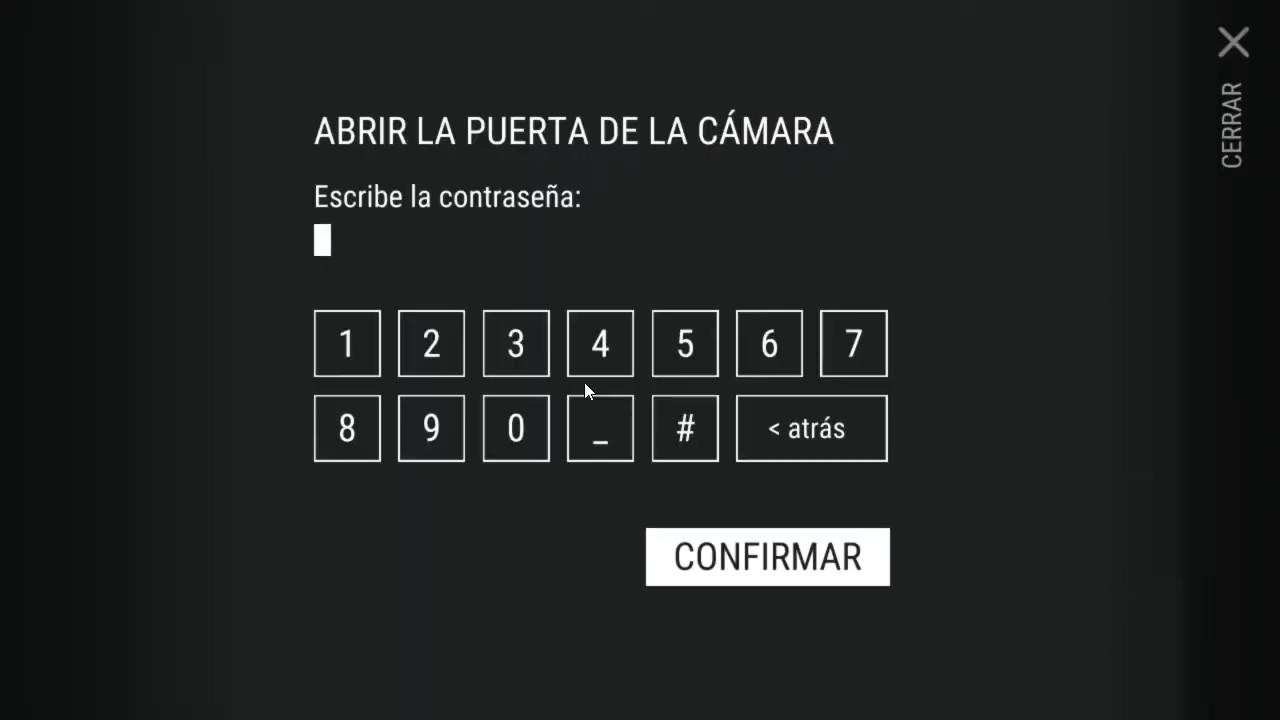 CERRAR
ABRIR LA PUERTA DE LA CÁMARA
Escribe la contraseña:
1 2 3 4 5 6 7
8 9 0 _ # < atrás
CONFIRMAR